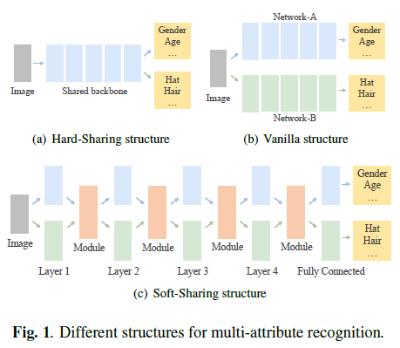 Gender
Age
...
Hat
Hair
...
Image
Shared backbone
(a) Hard-Sharing structure
Network-A
Gender
Age
...
Hat
Hair
...
Image
Network-B
(b) Vanilla structure
Gender
Age
...
Hat
Hair
...
Image
Module
Module
Module
Module
Layer 1
Layer 2
Layer 3
Layer 4
Fully Connected
(c) Soft-Sharing structure
Fig. 1. Different structures for multi-attribute recognition.